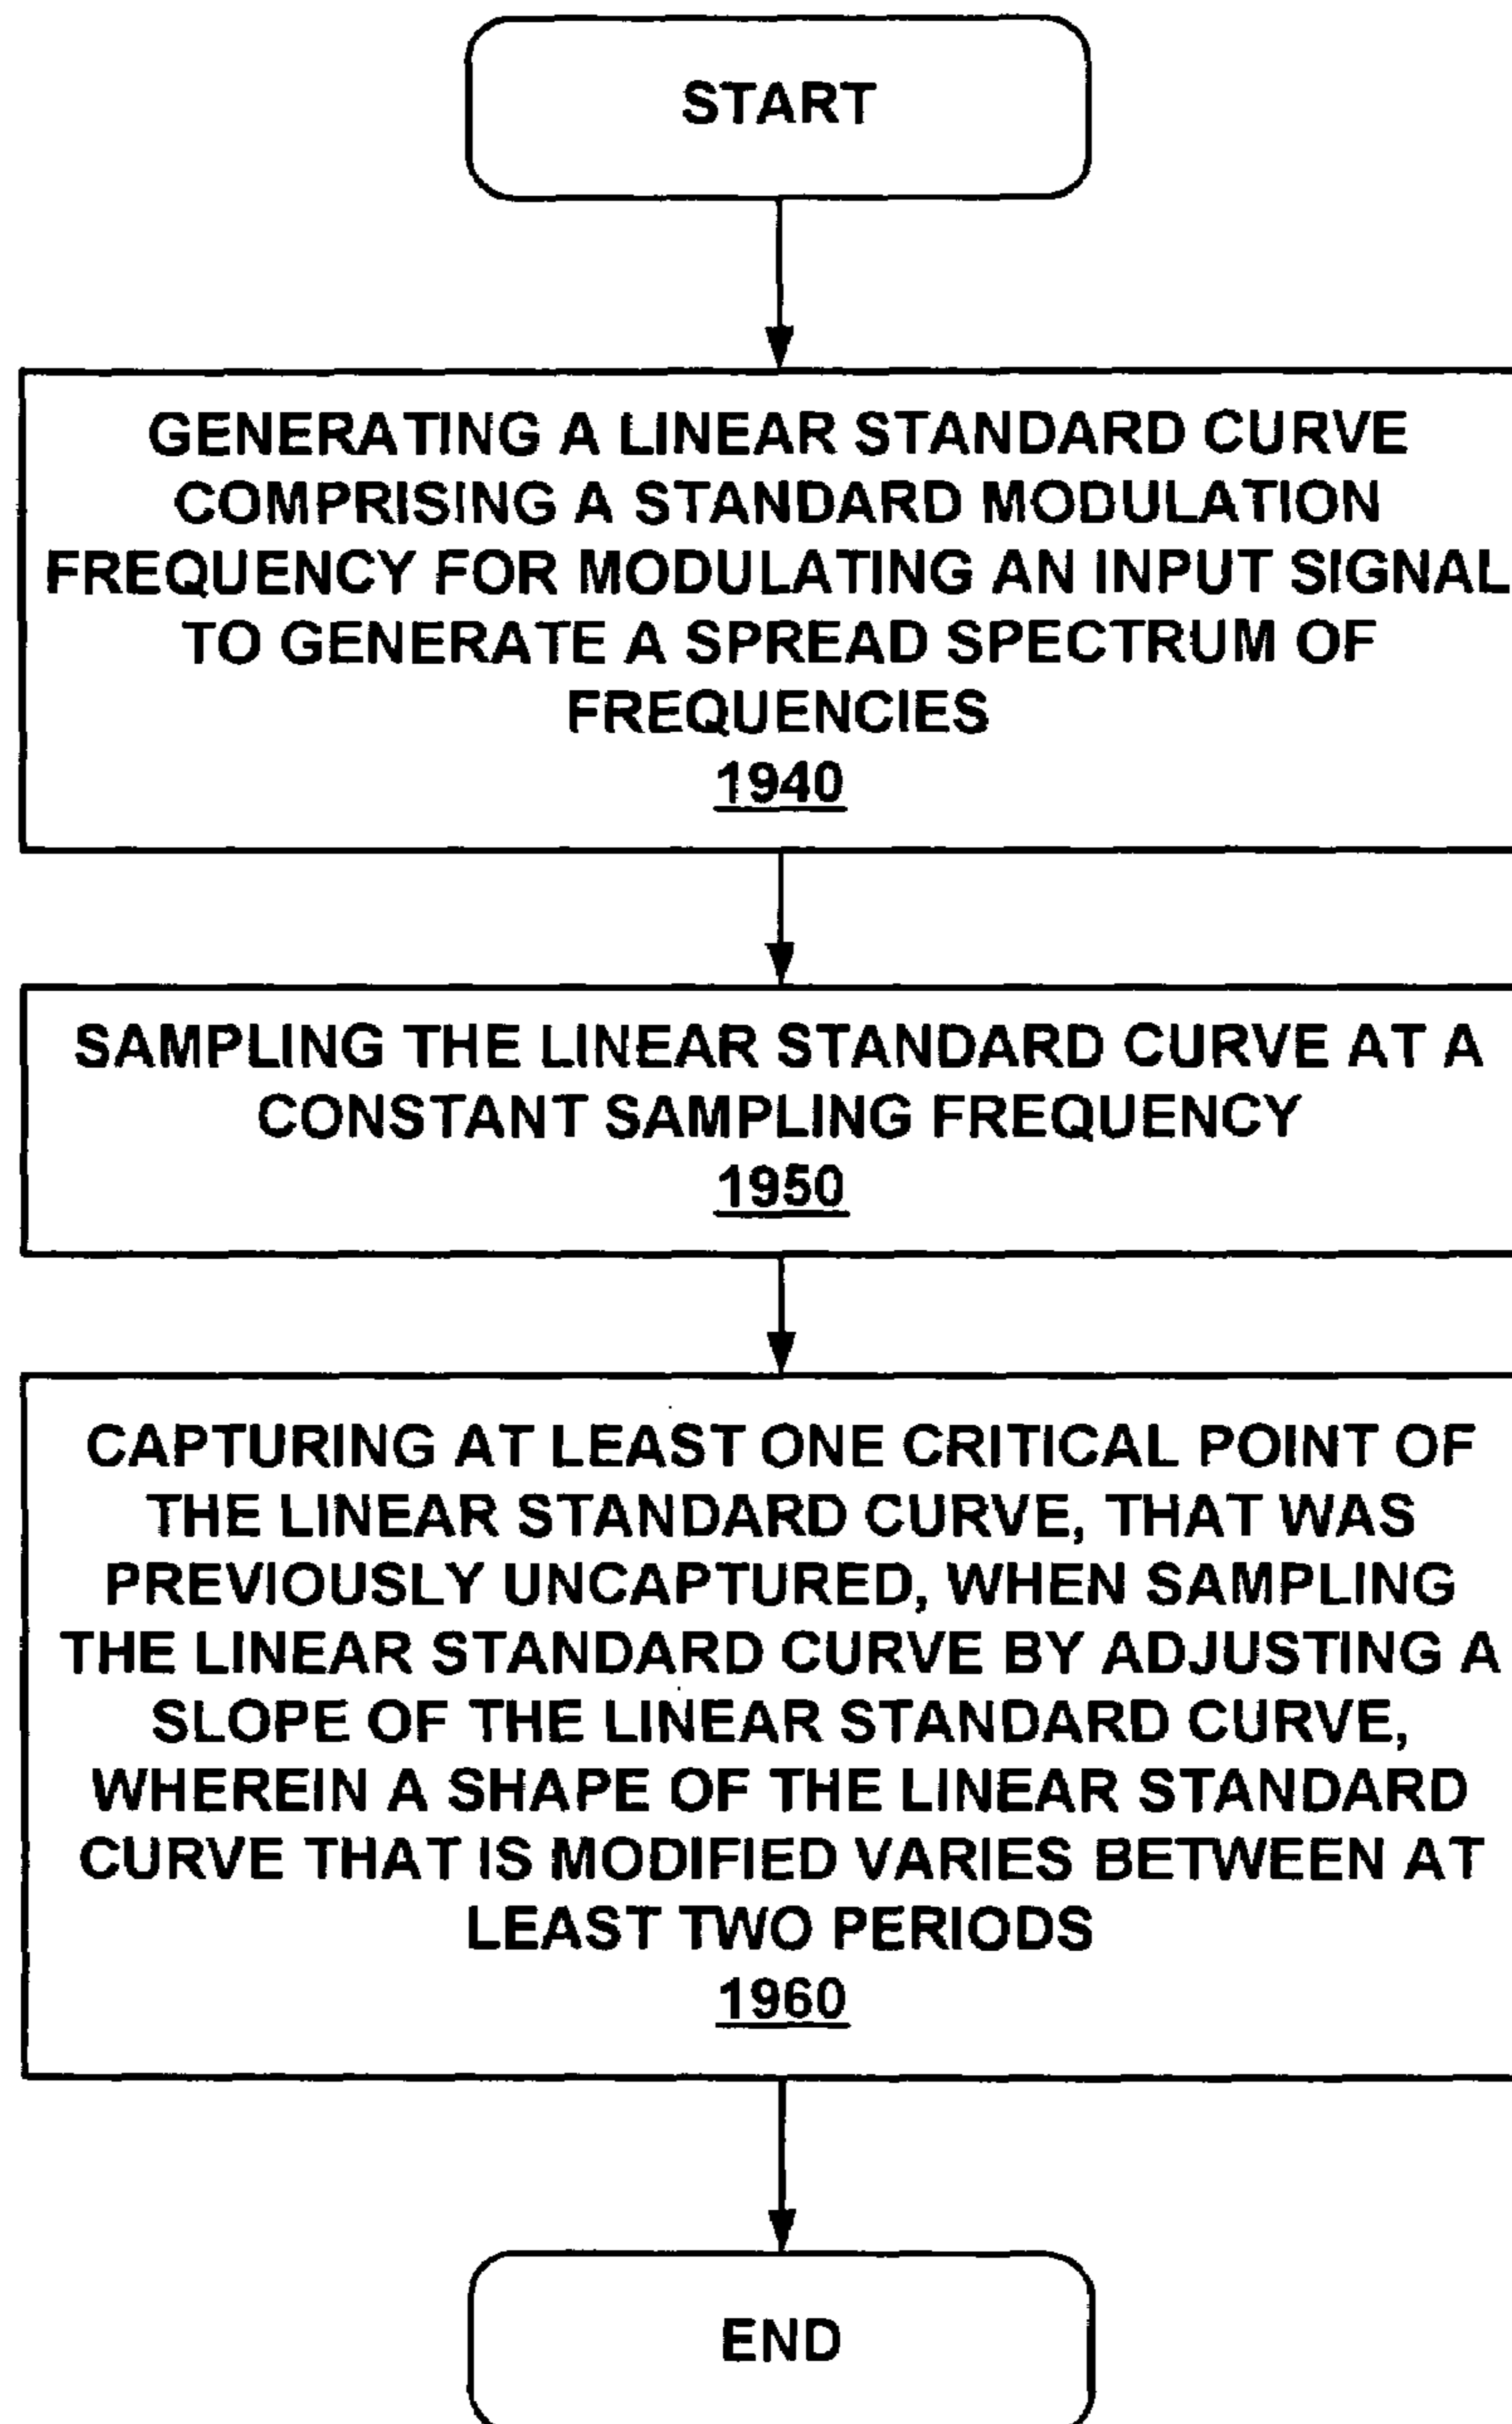 START
GENERATING A LINEAR STANDARD CURVE
COMPRISING A STANDARD MODULATION
FREQUENCY FOR MODULATING AN INPUT SIGNAL
TO GENERATE A SPREAD SPECTRUM OF
FREQUENCIES
1940
SAMPLING THE LINEAR STANDARD CURVE AT A
CONSTANT SAMPLING FREQUENCY
1950
CAPTURING AT LEAST ONE CRITICAL POINT OF
THE LINEAR STANDARD CURVE, THAT WAS
PREVIOUSLY UNCAPTURED, WHEN SAMPLING
THE LINEAR STANDARD CURVE BY ADJUSTING A
SLOPE OF THE LINEAR STANDARD CURVE,
WHEREIN A SHAPE OF THE LINEAR STANDARD
CURVE THAT IS MODIFIED VARIES BETWEEN AT
LEAST TWO PERIODS
1960
END